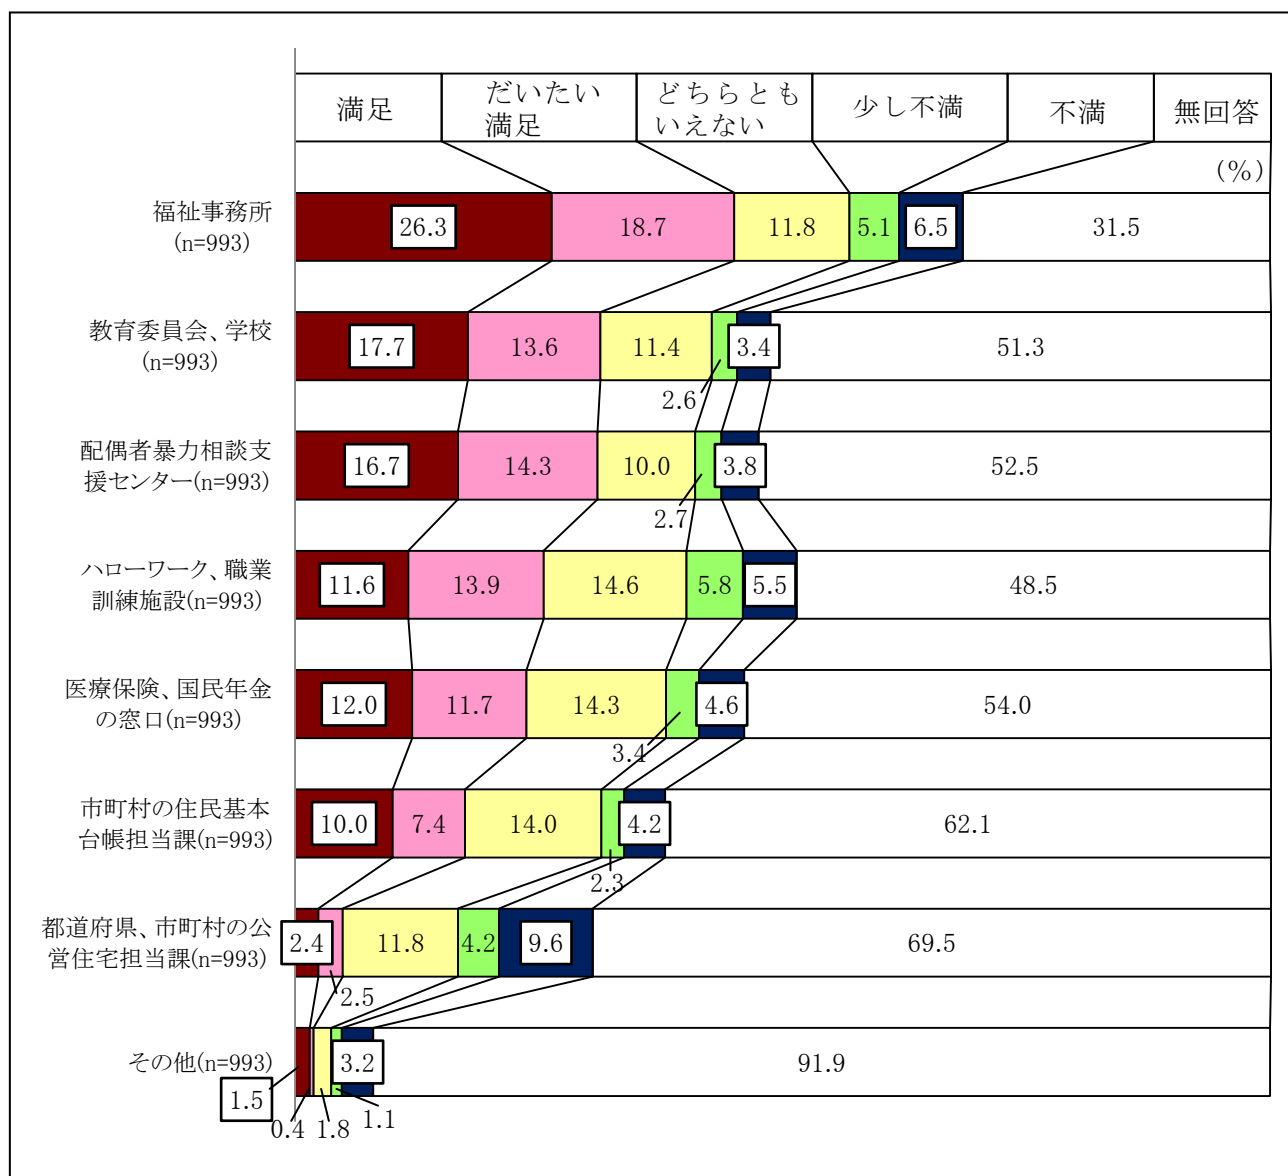 満足
だいたい
満足
どちらとも
いえない
少し不満
不満
無回答
(%)
福祉事務所
(n=993)
26.3
18.7
11.8
5.1
6.5
31.5
教育委員会、学校
(n=993)
17.7
13.6
11.4
2.6
3.4
51.3
配偶者暴力相談支
援センター(n=993)
16.7
14.3
10.0
2.7
3.8
52.5
ハローワーク、職業
訓練施設(n=993)
11.6
13.9
14.6
5.8
5.5
48.5
医療保険、国民年金
の窓口(n=993)
12.0
11.7
14.3
3.4
4.6
54.0
市町村の住民基本
台帳担当課(n=993)
10.0
7.4
14.0
2.3
4.2
62.1
都道府県、市町村の公
営住宅担当課(n=993)
2.4
2.5
11.8
4.2
9.6
69.5
その他(n=993)
1.5
0.4
1.8
1.1
3.2
91.9